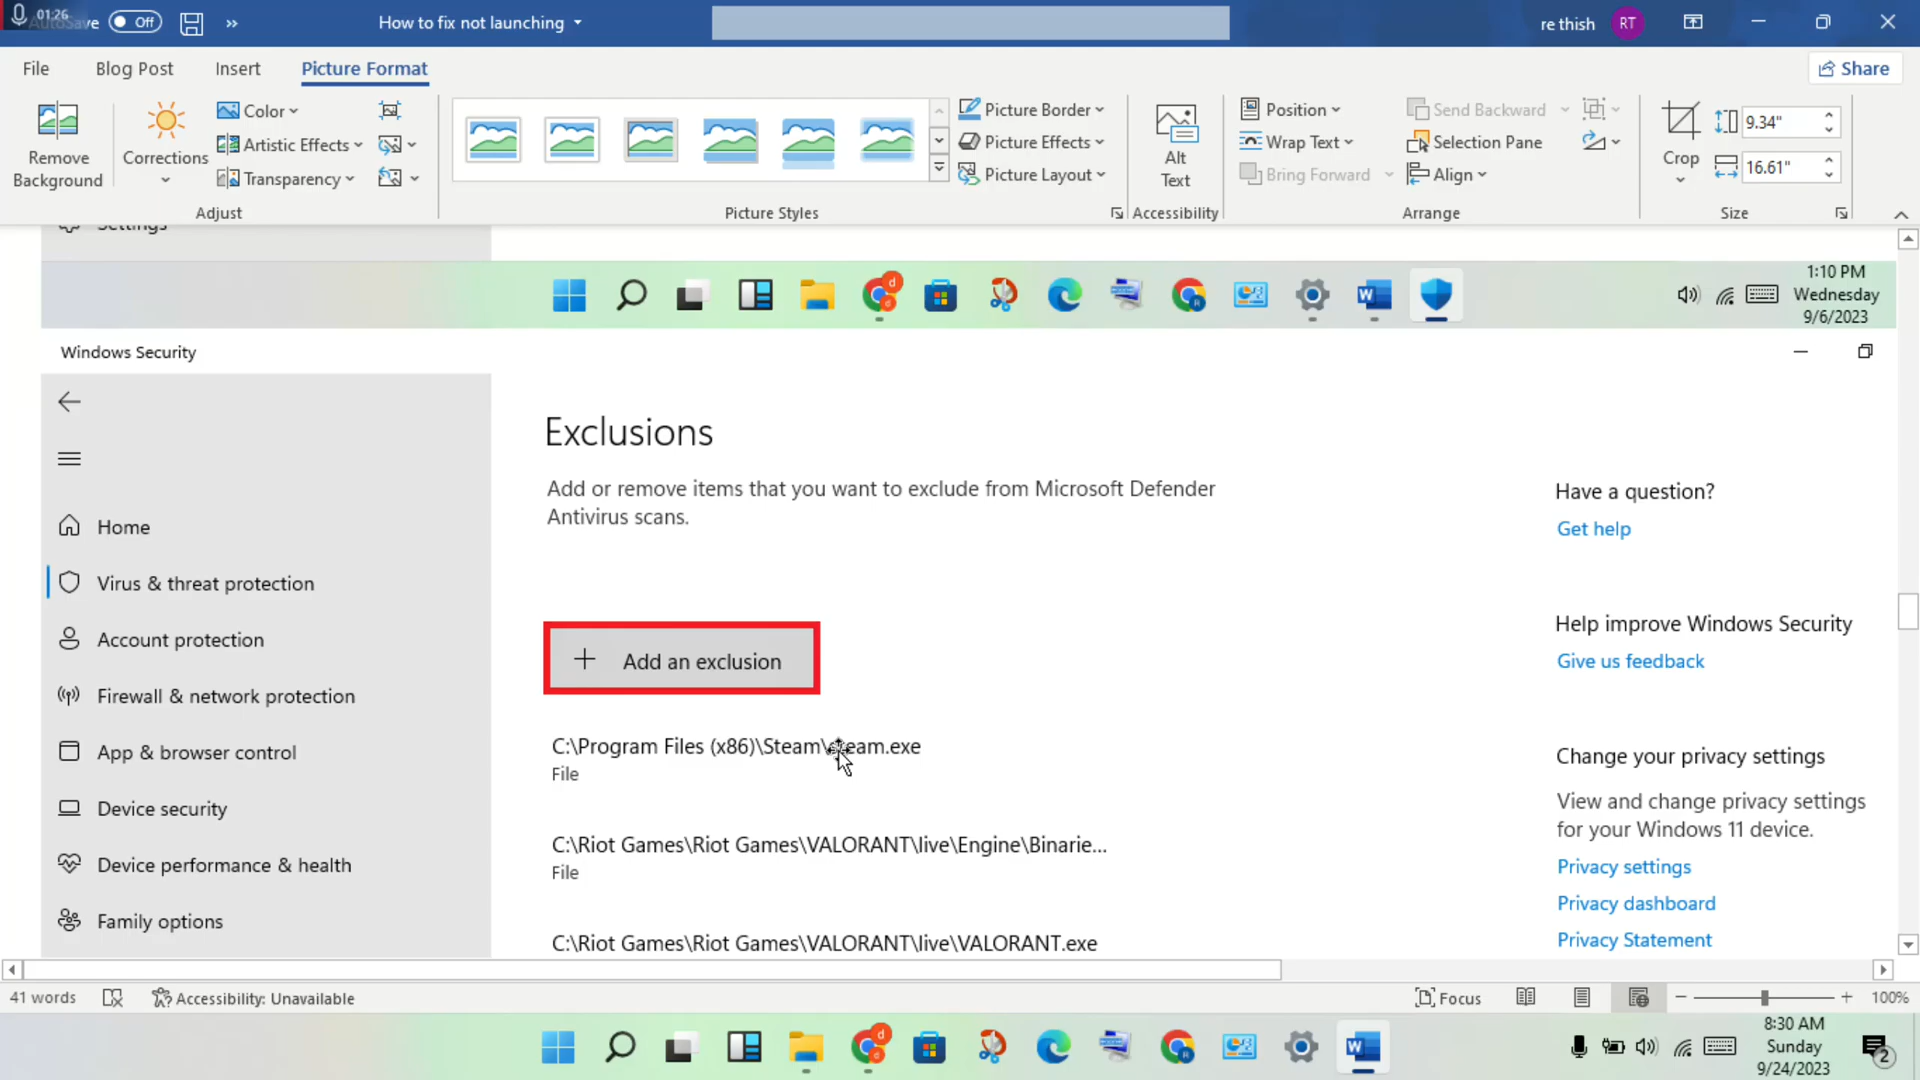 01:26
Off
How to fix not launching
re thish
RT
File
Blog Post
Insert
Picture Format
Share
Remove Background
Corrections
Color
Artistic Effects
Transparency
Picture Border
Picture Effects
Picture Layout
Alt Text
Position
Wrap Text
Bring Forward
Send Backward
Selection Pane
Align
Crop
9.34"
16.61"
Adjust
Picture Styles
Accessibility
Arrange
Size
Settings
1:10 PM
Wednesday
9/6/2023
Windows Security
Home
Virus & threat protection
Account protection
Firewall & network protection
App & browser control
Device security
Device performance & health
Family options
Exclusions
Add or remove items that you want to exclude from Microsoft Defender
Antivirus scans.
Add an exclusion
C:\Program Files (x86)\Steam\steam.exe
File
C:\Riot Games\Riot Games\VALORANT\live\Engine\Binarie...
File
C:\Riot Games\Riot Games\VALORANT\live\VALORANT.exe
Have a question?
Get help
Help improve Windows Security
Give us feedback
Change your privacy settings
View and change privacy settings
for your Windows 11 device.
Privacy settings
Privacy dashboard
Privacy Statement
41 words
Accessibility: Unavailable
Focus
100%
8:30 AM
Sunday
9/24/2023
2